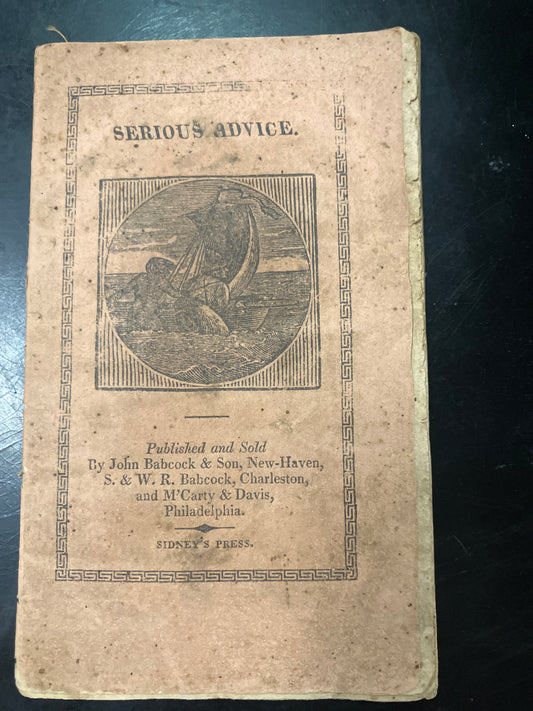 SERIOUS ADVICE.
Published and Sold
By John Babcock & Son, New-Haven,
S. & W. R. Babcock, Charleston,
and M'Carty & Davis,
Philadelphia.
SIDNEY'S PRESS.